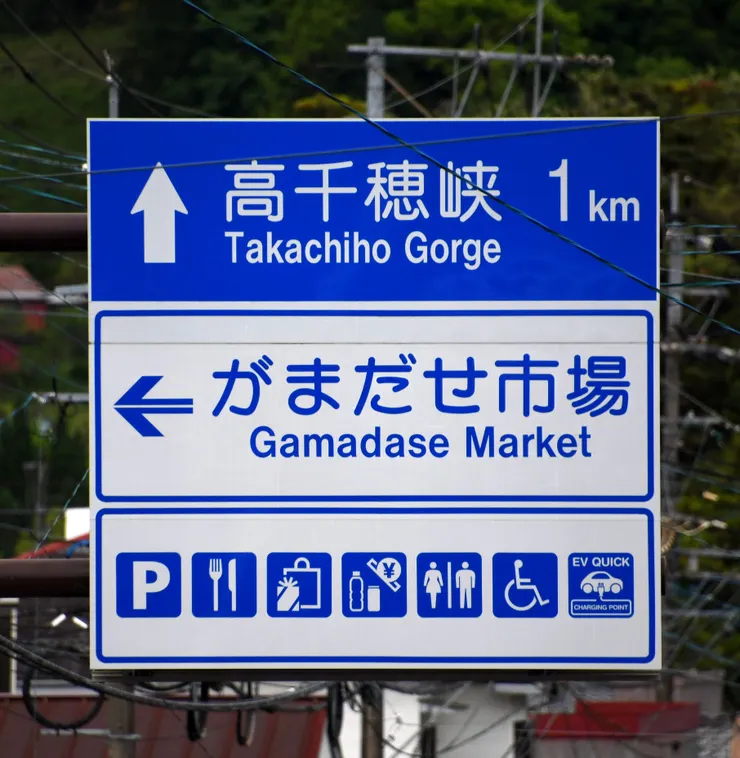 高千穂峡 1km
Takachiho Gorge
がまだせ市場
Gamadase Market
P
¥
EV QUICK
CHARGING POINT